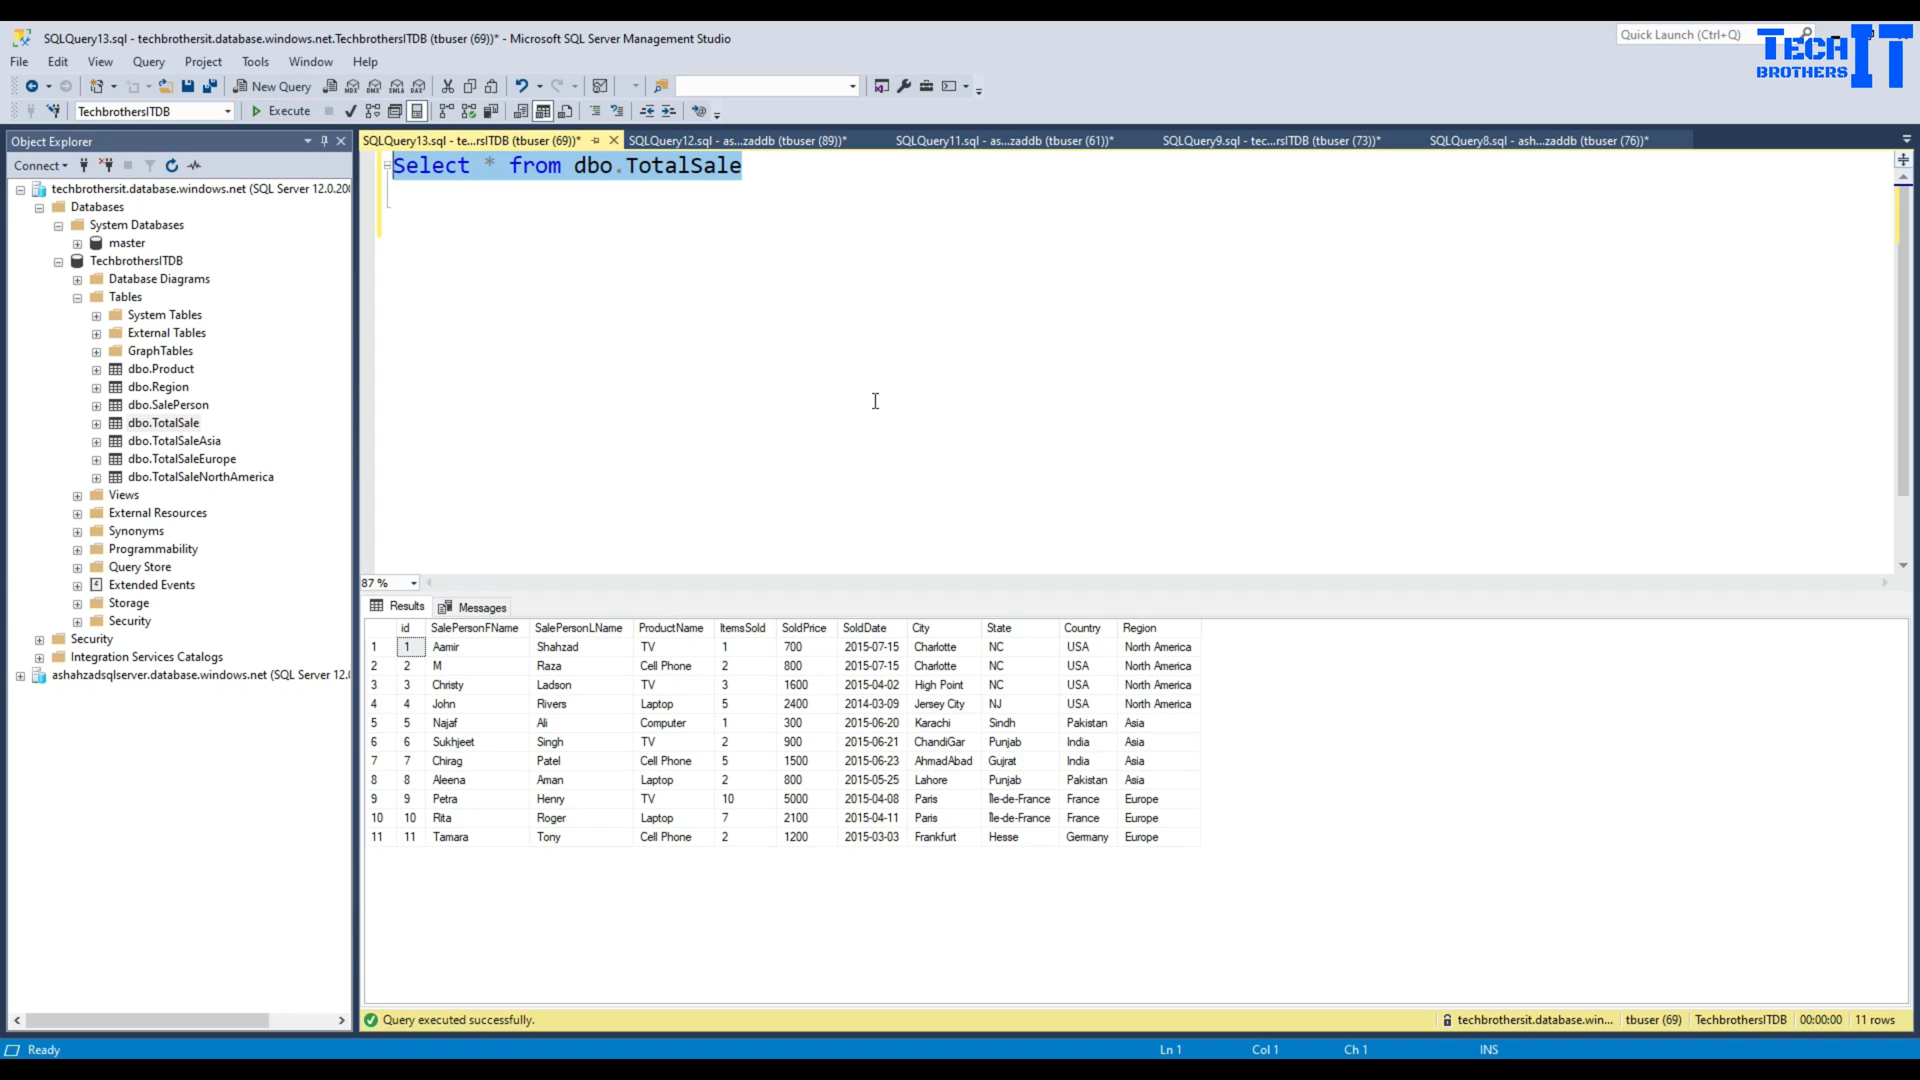 SQLQuery13.sql - techbrothersit.database.windows.net.TechbrothersITDB (tbuser (69))* - Microsoft SQL Server Management Studio
Quick Launch (Ctrl+Q)
TECH
BROTHERS
IT
File Edit View Query Project Tools Window Help
New Query
TechbrothersITDB
Execute
Object Explorer
SQLQuery13.sql - te...rsITDB (tbuser (69))*
SQLQuery12.sql - as...zaddb (tbuser (89))*
SQLQuery11.sql - as...zaddb (tbuser (61))*
SQLQuery9.sql - tec...rsITDB (tbuser (73))*
SQLQuery8.sql - ash...zaddb (tbuser (76))*
Connect
Select * from dbo.TotalSale
techbrothersit.database.windows.net (SQL Server 12.0.200
Databases
System Databases
master
TechbrothersITDB
Database Diagrams
Tables
System Tables
External Tables
GraphTables
dbo.Product
dbo.Region
dbo.SalePerson
dbo.TotalSale
dbo.TotalSaleAsia
dbo.TotalSaleEurope
dbo.TotalSaleNorthAmerica
Views
External Resources
Synonyms
Programmability
Query Store
Extended Events
Storage
Security
Security
Integration Services Catalogs
ashahzadsqlserver.database.windows.net (SQL Server 12.
87 %
Results Messages
id SalePersonFName SalePersonLName ProductName ItemsSold SoldPrice SoldDate City State Country Region
1 1 Aamir Shahzad TV 1 700 2015-07-15 Charlotte NC USA North America
2 2 M Raza Cell Phone 2 800 2015-07-15 Charlotte NC USA North America
3 3 Christy Ladson TV 3 1600 2015-04-02 High Point NC USA North America
4 4 John Rivers Laptop 5 2400 2014-03-09 Jersey City NJ USA North America
5 5 Najaf Ali Computer 1 300 2015-06-20 Karachi Sindh Pakistan Asia
6 6 Sukhjeet Singh TV 2 900 2015-06-21 ChandiGar Punjab India Asia
7 7 Chirag Patel Cell Phone 5 1500 2015-06-23 AhmadAbad Gujrat India Asia
8 8 Aleena Aman Laptop 2 800 2015-05-25 Lahore Punjab Pakistan Asia
9 9 Petra Henry TV 10 5000 2015-04-08 Paris Île-de-France France Europe
10 10 Rita Roger Laptop 7 2100 2015-04-11 Paris Île-de-France France Europe
11 11 Tamara Tony Cell Phone 2 1200 2015-03-03 Frankfurt Hesse Germany Europe
Query executed successfully.
techbrothersit.database.win... tbuser (69) TechbrothersITDB 00:00:00 11 rows
Ready
Ln 1 Col 1 Ch 1 INS